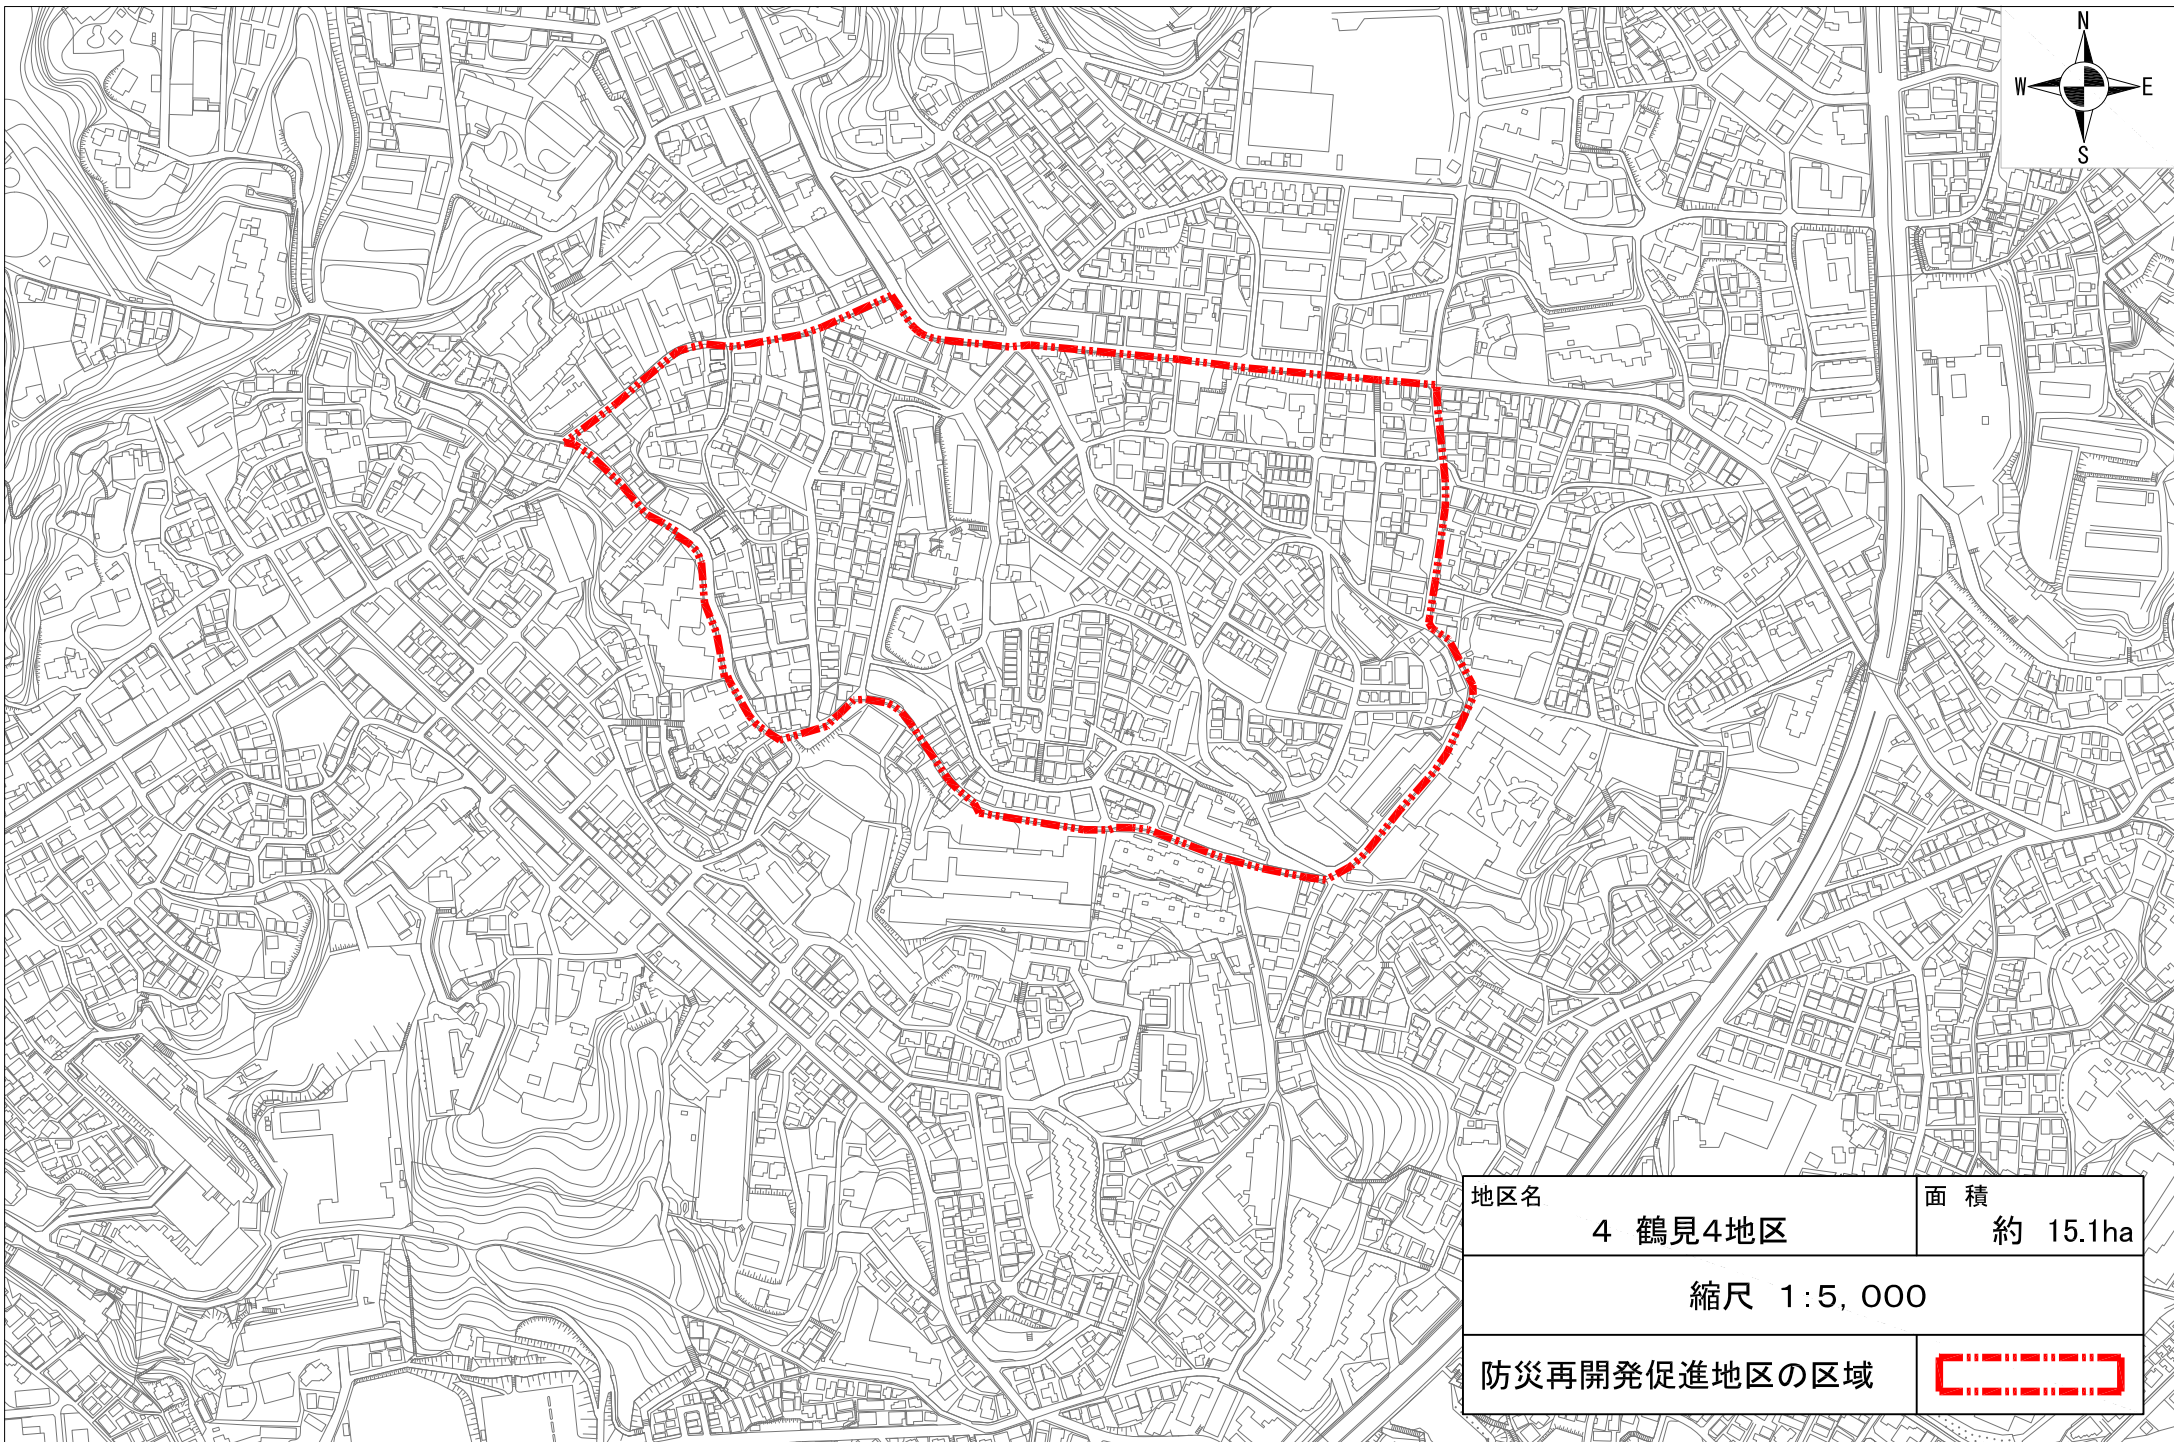 N
W E
S
地区名
4 鶴見4地区
面 積
約 15.1ha
縮尺 1:5,000
防災再開発促進地区の区域